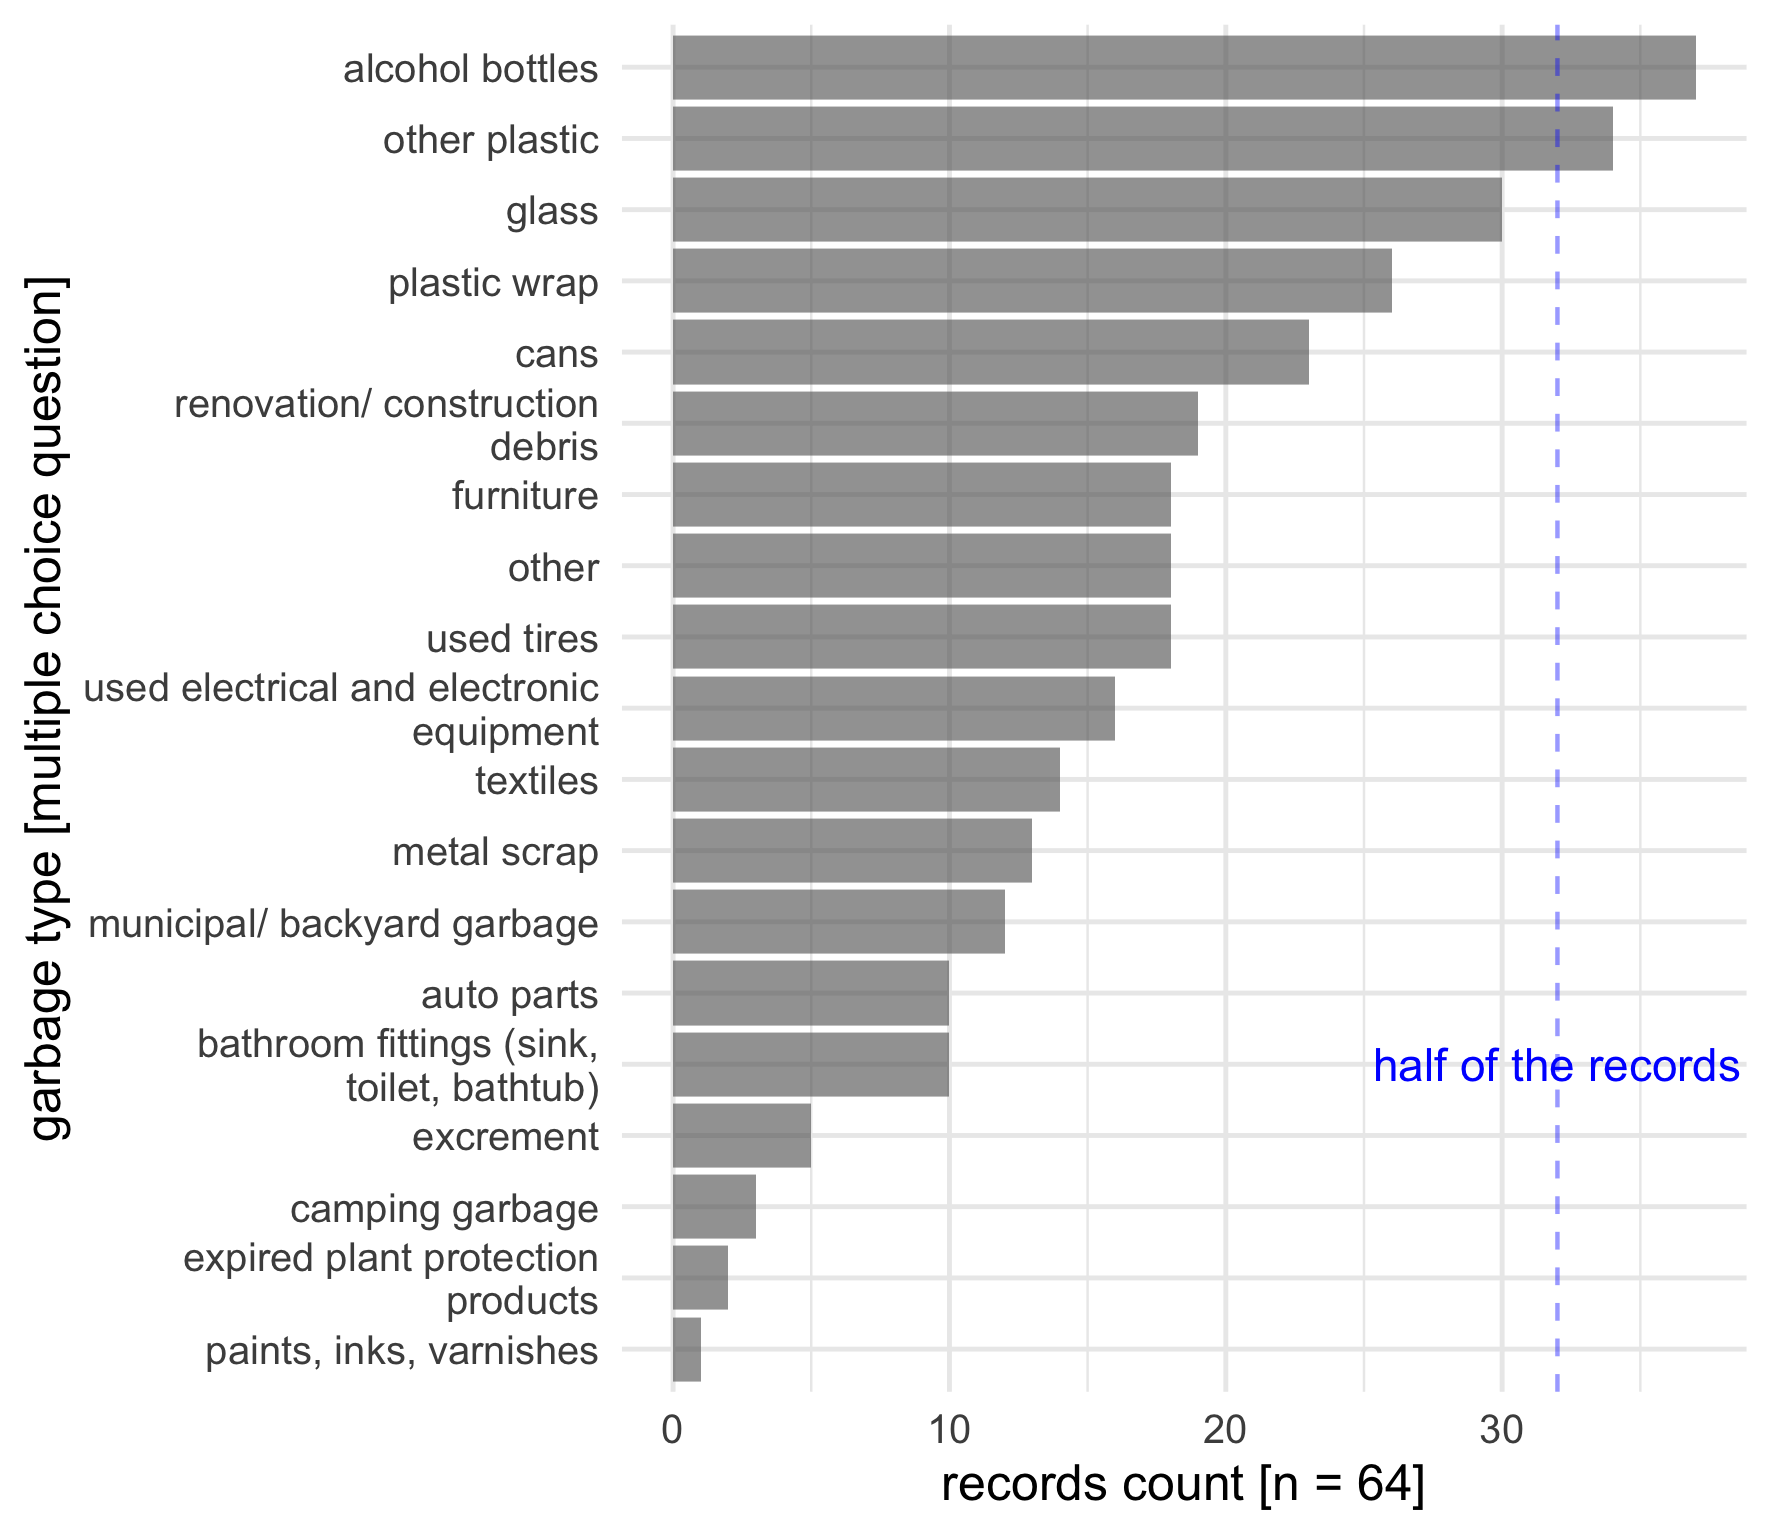 garbage type [multiple choice question]
alcohol bottles
other plastic
glass
plastic wrap
cans
renovation/ construction
debris
furniture
other
used tires
used electrical and electronic
equipment
textiles
metal scrap
municipal/ backyard garbage
auto parts
bathroom fittings (sink,
toilet, bathtub)
half of the records
excrement
camping garbage
expired plant protection
products
paints, inks, varnishes
0 10 20 30
records count [n = 64]